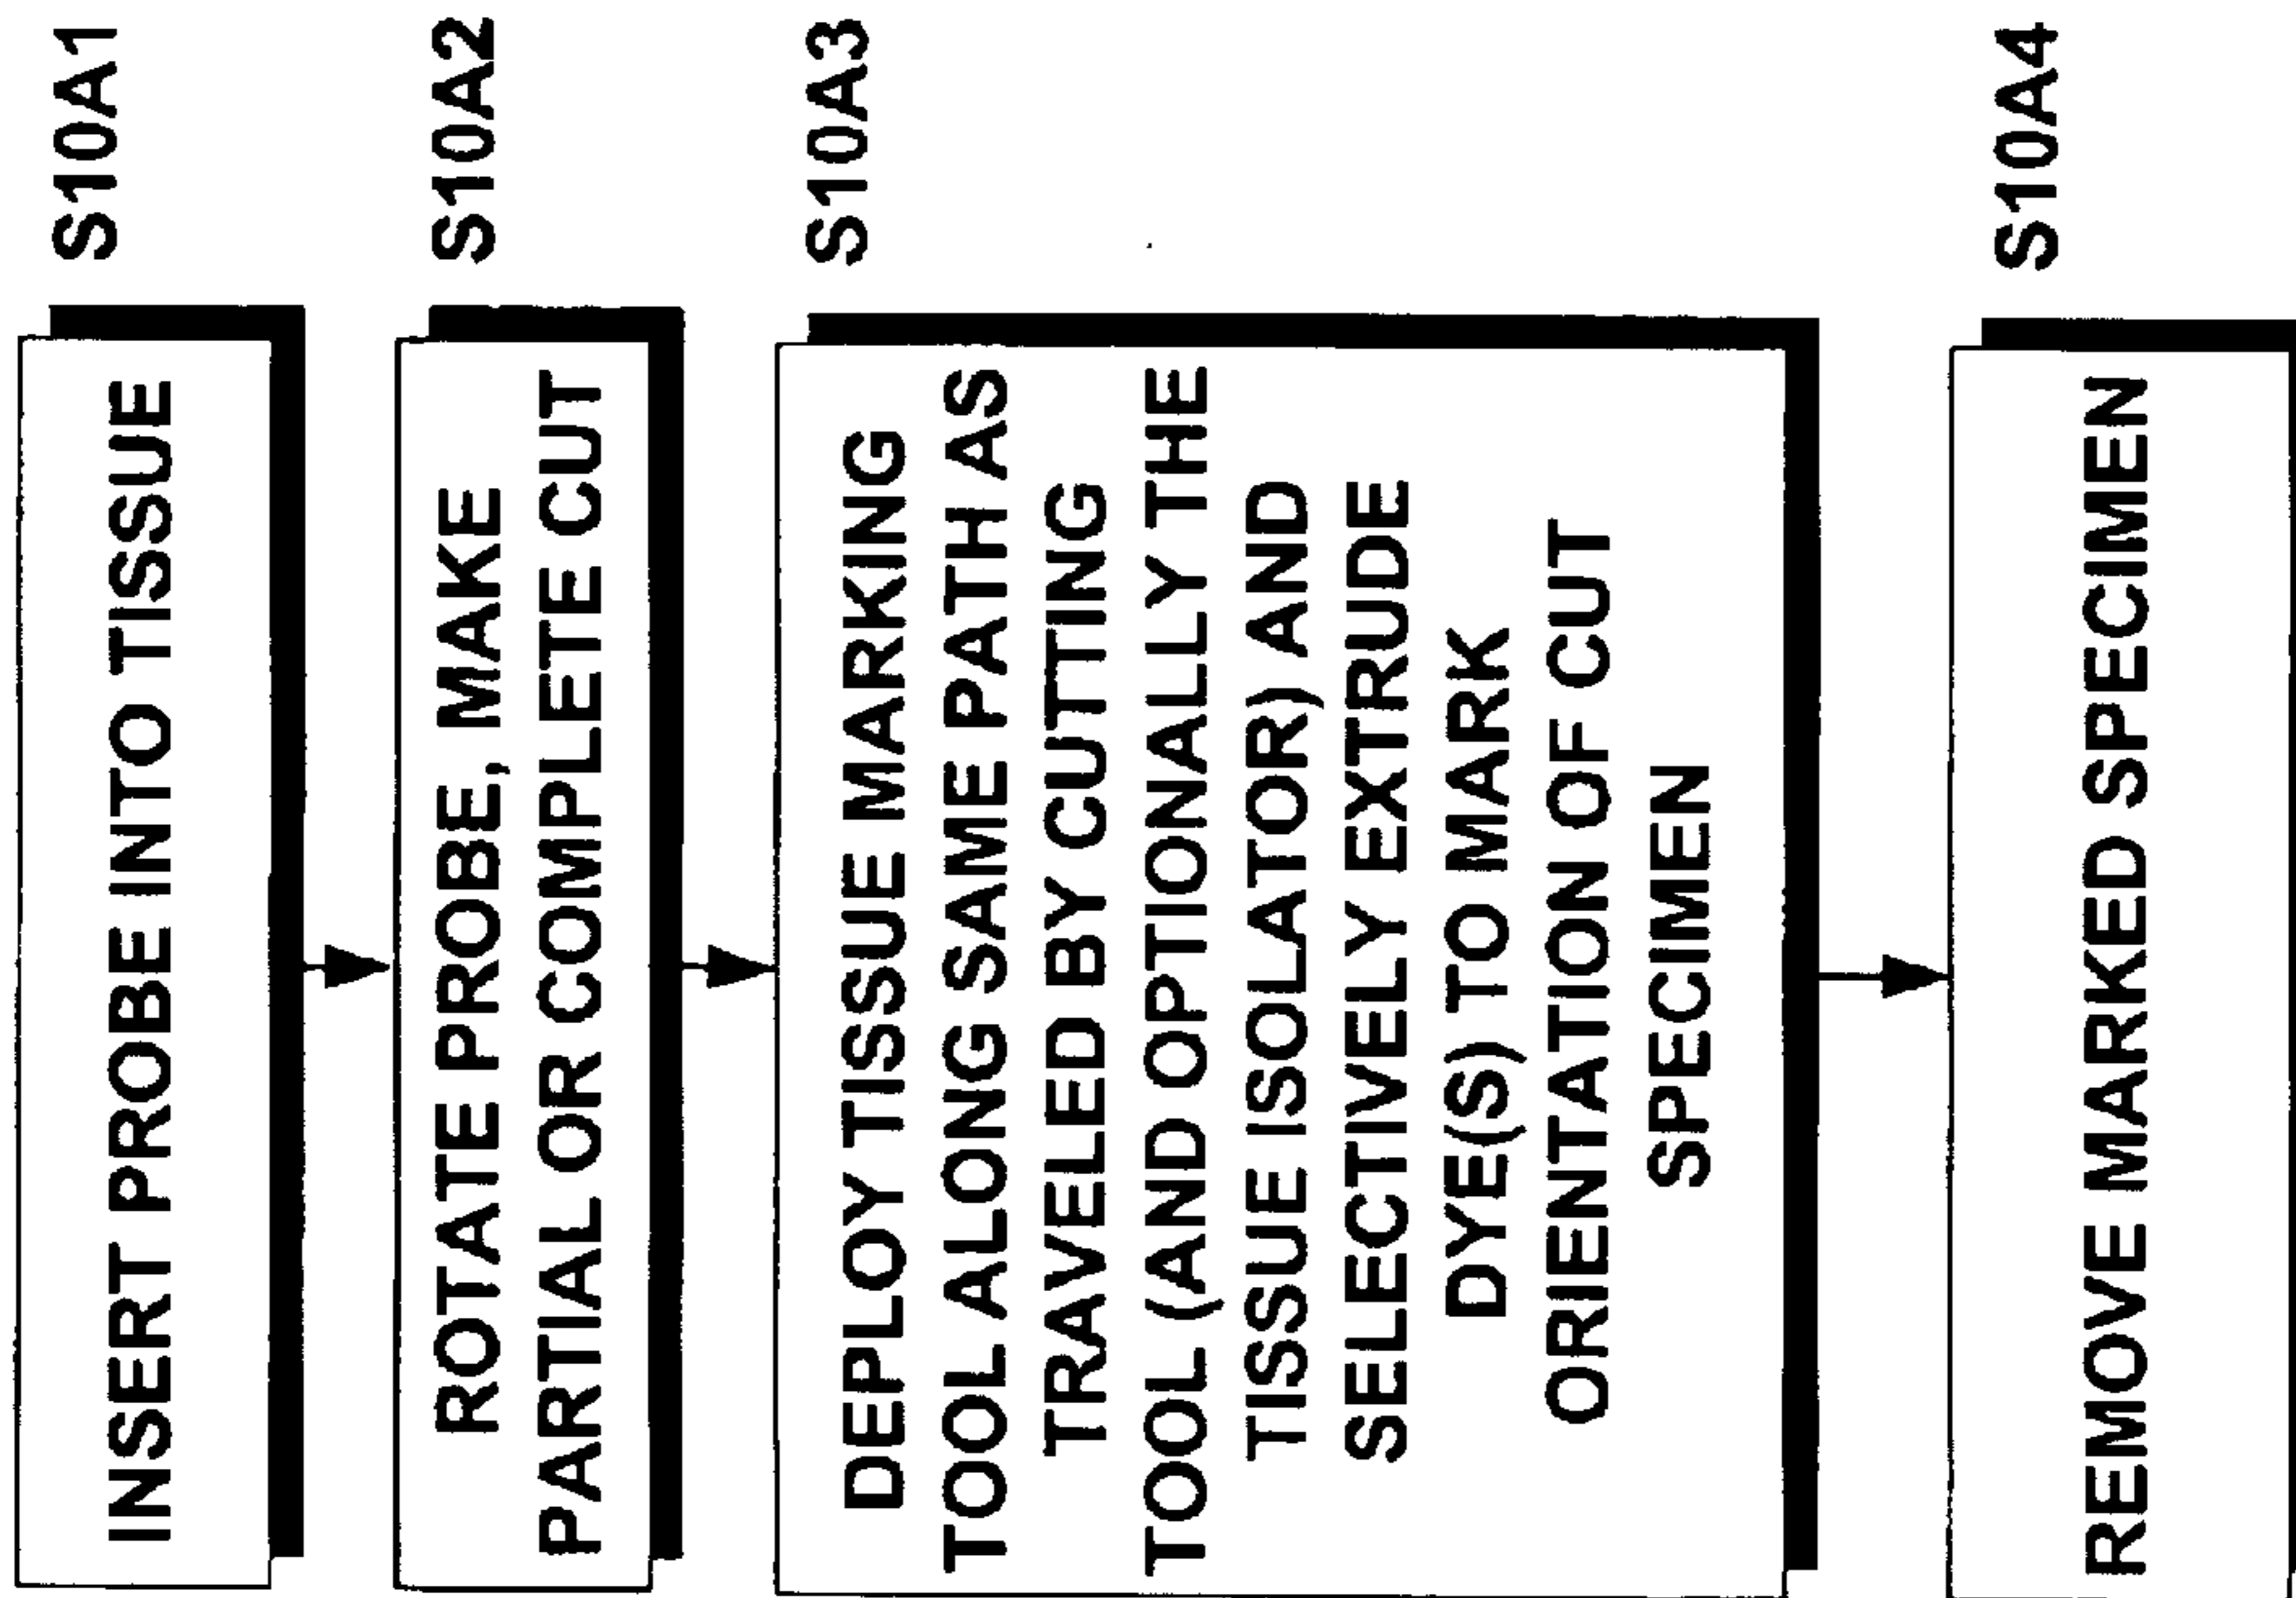 S10A1
INSERT PROBE INTO TISSUE
S10A2
ROTATE PROBE, MAKE
PARTIAL OR COMPLETE CUT
S10A3
DEPLOY TISSUE MARKING
TOOL ALONG SAME PATH AS
TRAVELED BY CUTTING
TOOL (AND OPTIONALLY THE
TISSUE ISOLATOR) AND
SELECTIVELY EXTRUDE
DYE(S) TO MARK
ORIENTATION OF CUT
SPECIMEN
S10A4
REMOVE MARKED SPECIMEN